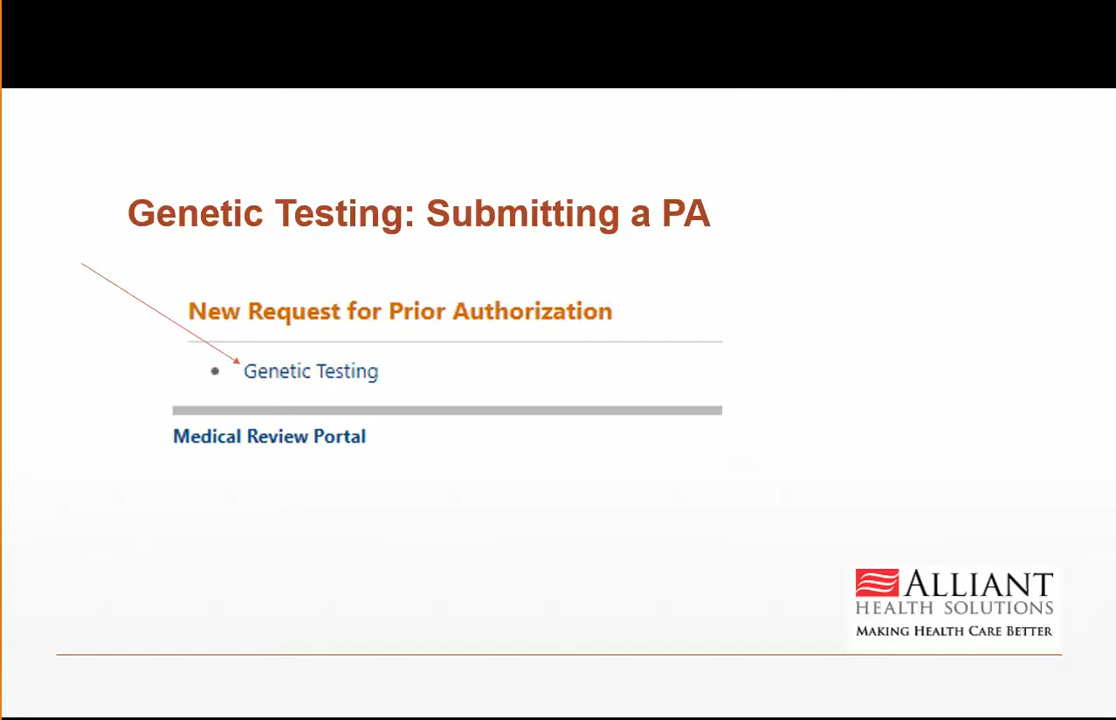 Genetic Testing: Submitting a PA
New Request for Prior Authorization
• Genetic Testing
Medical Review Portal
ALLIANT
HEALTH SOLUTIONS
MAKING HEALTH CARE BETTER